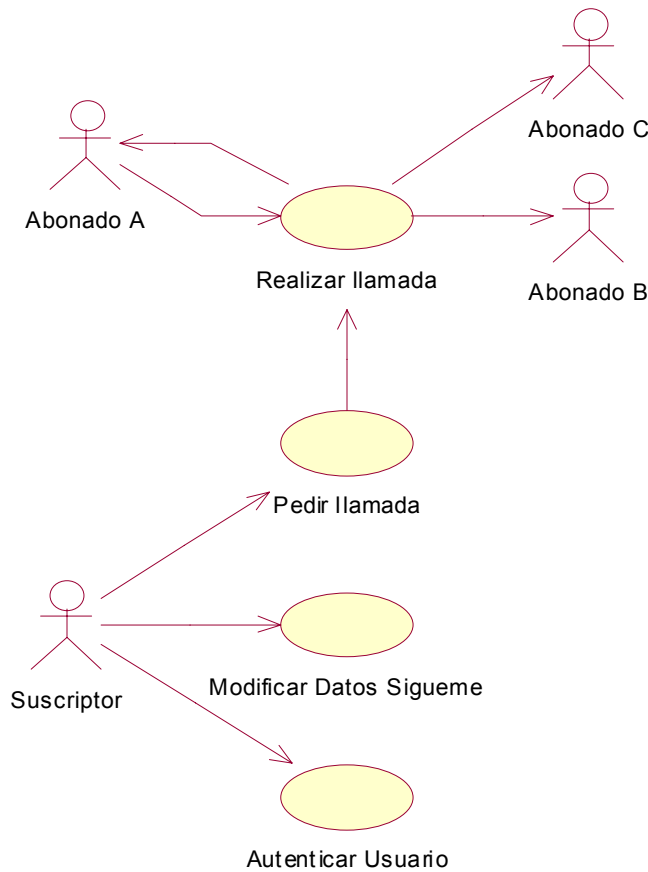 Abonado C
Abonado A
Realizar llamada
Abonado B
Pedir llamada
Suscriptor
Modificar Datos Sigueme
Autenticar Usuario